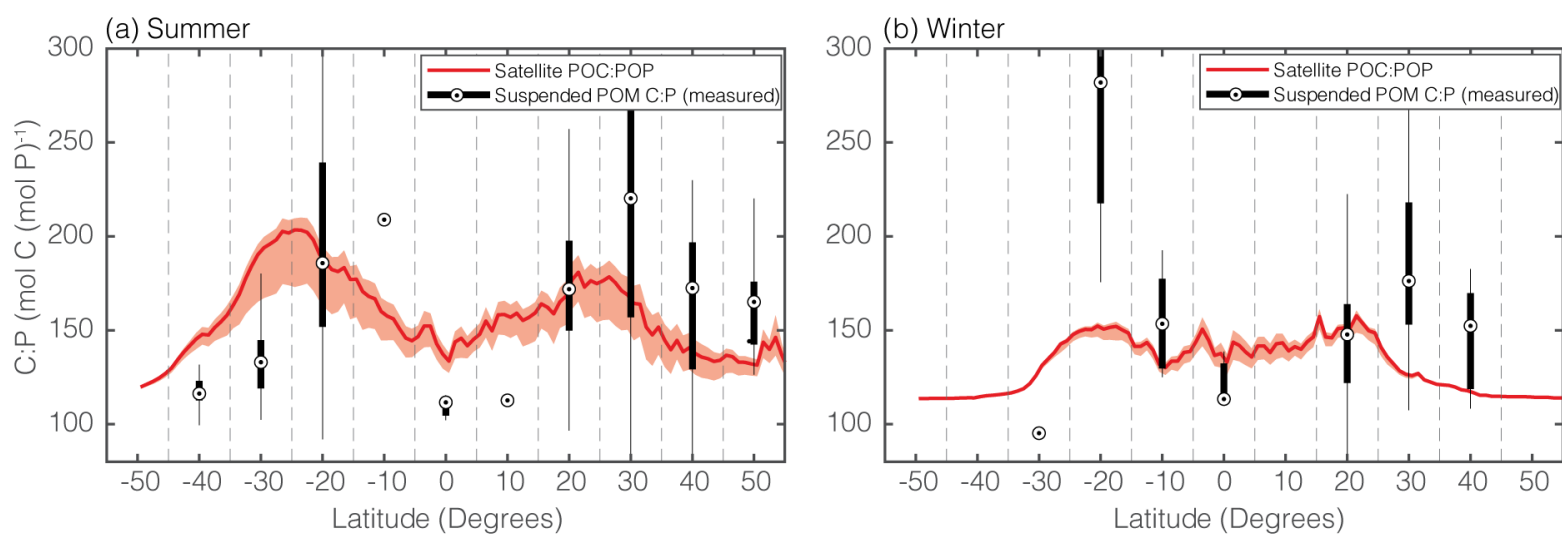 (a) Summer
300
250
200
150
100
C:P (mol C (mol P)-1
Satellite POC:POP
Suspended POM C:P (measured)
-50 -40 -30 -20 -10 0 10 20 30 40 50
Latitude (Degrees)
(b) Winter
300
250
200
150
100
Satellite POC:POP
Suspended POM C:P (measured)
-50 -40 -30 -20 -10 0 10 20 30 40 50
Latitude (Degrees)